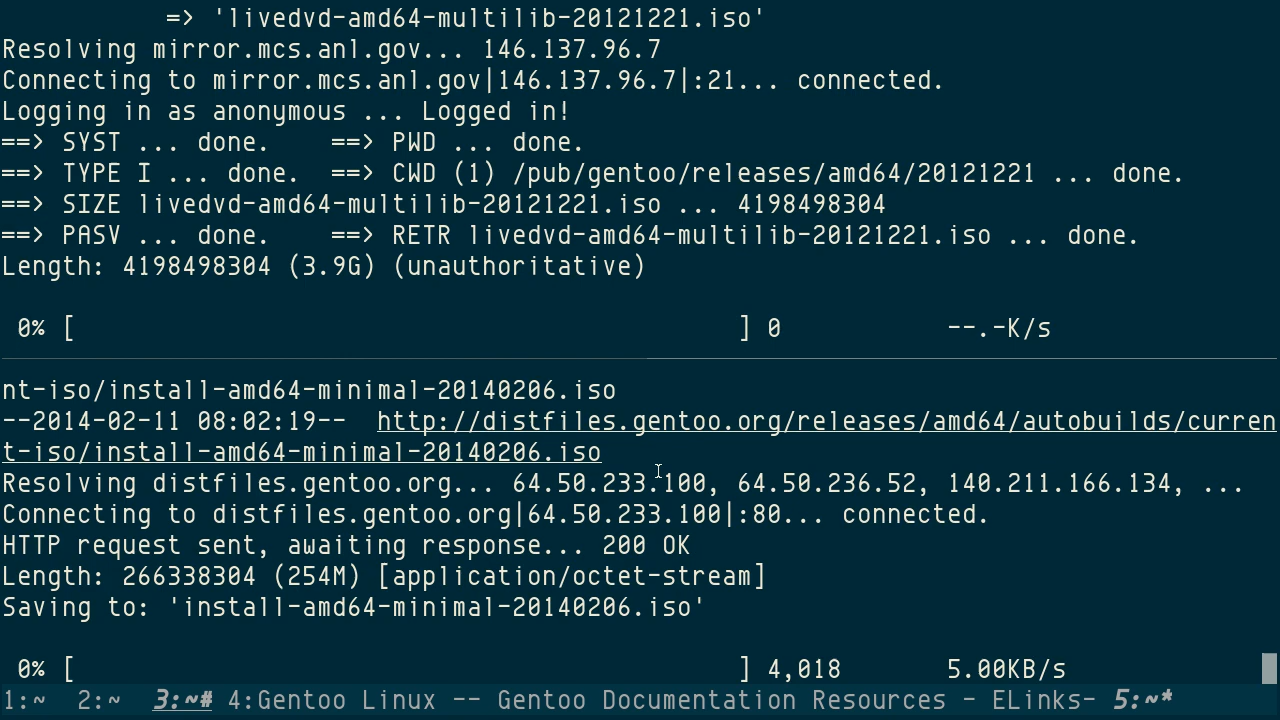 => 'livedvd-amd64-multilib-20121221.iso'
Resolving mirror.mcs.anl.gov... 146.137.96.7
Connecting to mirror.mcs.anl.gov|146.137.96.7|:21... connected.
Logging in as anonymous ... Logged in!
==> SYST ... done.    ==> PWD ... done.
==> TYPE I ... done.  ==> CWD (1) /pub/gentoo/releases/amd64/20121221 ... done.
==> SIZE livedvd-amd64-multilib-20121221.iso ... 4198498304
==> PASV ... done.    ==> RETR livedvd-amd64-multilib-20121221.iso ... done.
Length: 4198498304 (3.9G) (unauthoritative)
0% [                                             ] 0           --.-K/s
nt-iso/install-amd64-minimal-20140206.iso
--2014-02-11 08:02:19--  http://distfiles.gentoo.org/releases/amd64/autobuilds/curren
t-iso/install-amd64-minimal-20140206.iso
Resolving distfiles.gentoo.org... 64.50.233.100, 64.50.236.52, 140.211.166.134, ...
Connecting to distfiles.gentoo.org|64.50.233.100|:80... connected.
HTTP request sent, awaiting response... 200 OK
Length: 266338304 (254M) [application/octet-stream]
Saving to: 'install-amd64-minimal-20140206.iso'
0% [                                             ] 4,018       5.00KB/s
1:~  2:~  3:~# 4:Gentoo Linux -- Gentoo Documentation Resources - ELinks- 5:~*